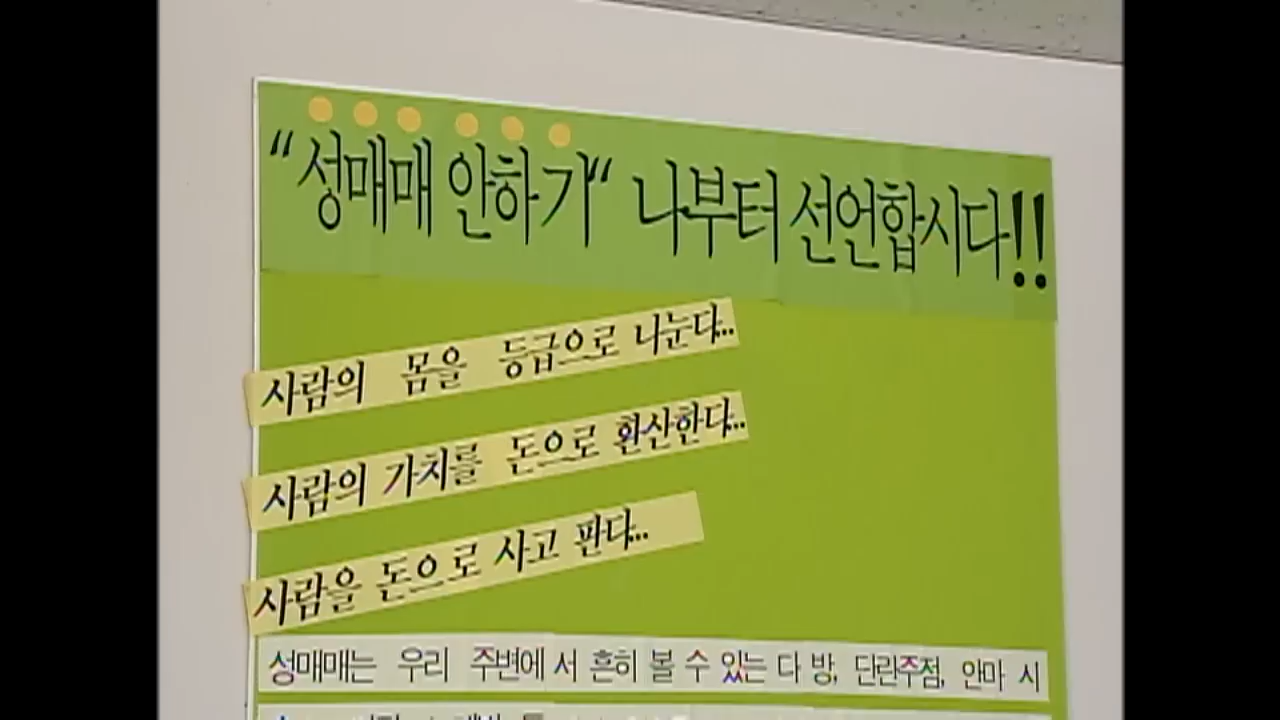 “성매매 안하기“ 나부터 선언합시다!!
사람의 몸을 등급으로 나눈다..
사람의 가치를 돈으로 환산한다..
사람을 돈으로 사고 판다...
성매매는 우리 주변에서 흔히 볼 수 있는 다 방, 단란주점, 안마 시